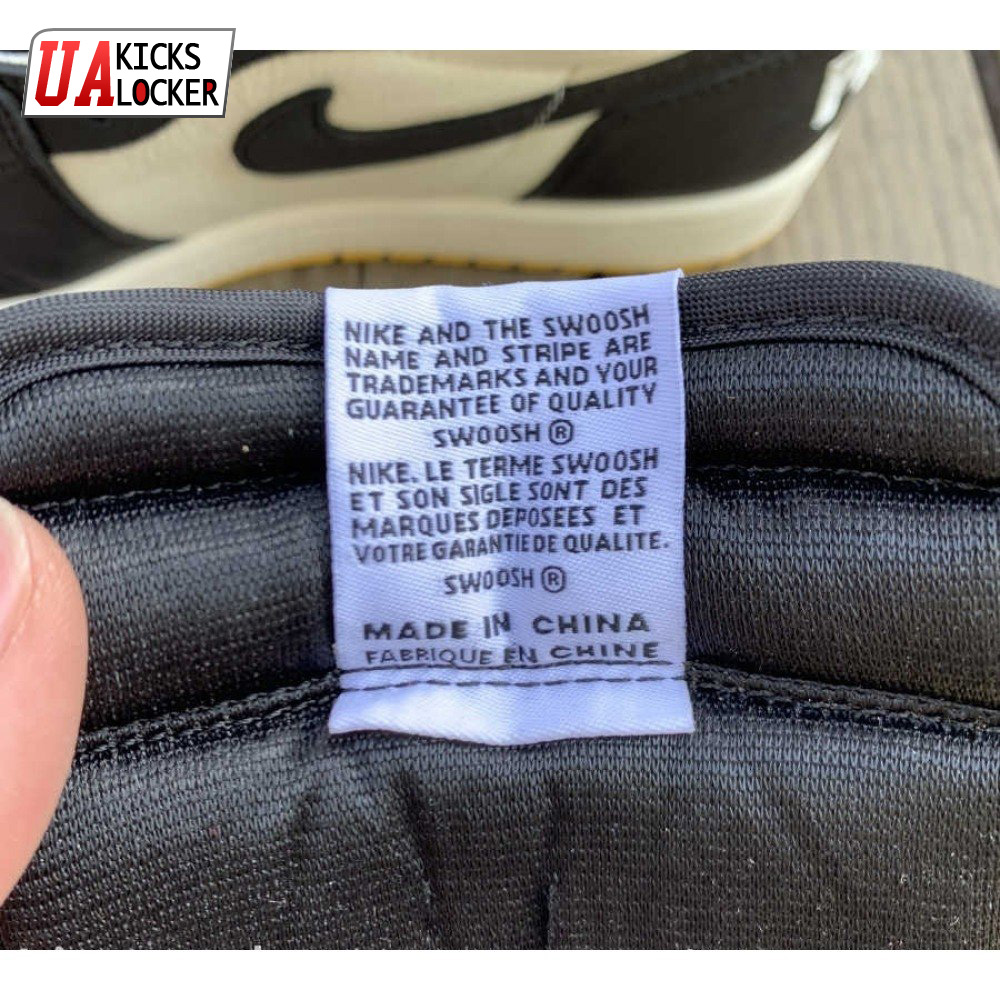 UA KICKS
LOCKER
NIKE AND THE SWOOSH
NAME AND STRIPE ARE
TRADEMARKS AND YOUR
GUARANTEE OF QUALITY
SWOOSH ®
NIKE. LE TERME SWOOSH
ET SON SIGLE SONT DES
MARQUES DEPOSEES ET
VOTRE GARANTIE DE QUALITE.
SWOOSH ®
MADE IN CHINA
FABRIQUE EN CHINE